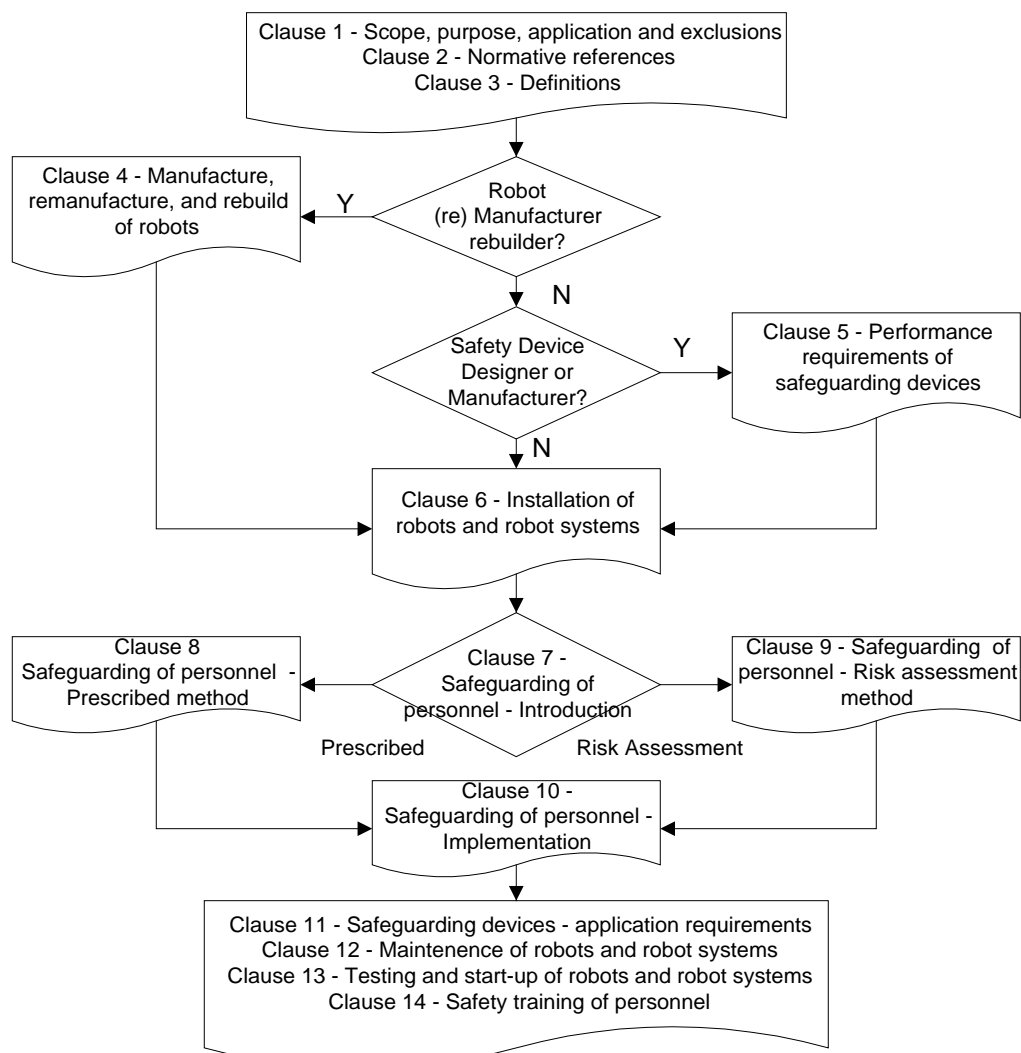 Clause 1 - Scope, purpose, application and exclusions
Clause 2 - Normative references
Clause 3 - Definitions
Clause 4 - Manufacture,
remanufacture, and rebuild
of robots
Y
Robot
(re) Manufacturer
rebuilder?
N
Safety Device
Designer or
Manufacturer?
Y
Clause 5 - Performance
requirements of
safeguarding devices
N
Clause 6 - Installation of
robots and robot systems
Clause 8
Safeguarding of personnel -
Prescribed method
Clause 7 -
Safeguarding of
personnel - Introduction
Clause 9 - Safeguarding of
personnel - Risk assessment
method
Prescribed
Risk Assessment
Clause 10 -
Safeguarding of personnel -
Implementation
Clause 11 - Safeguarding devices - application requirements
Clause 12 - Maintenence of robots and robot systems
Clause 13 - Testing and start-up of robots and robot systems
Clause 14 - Safety training of personnel